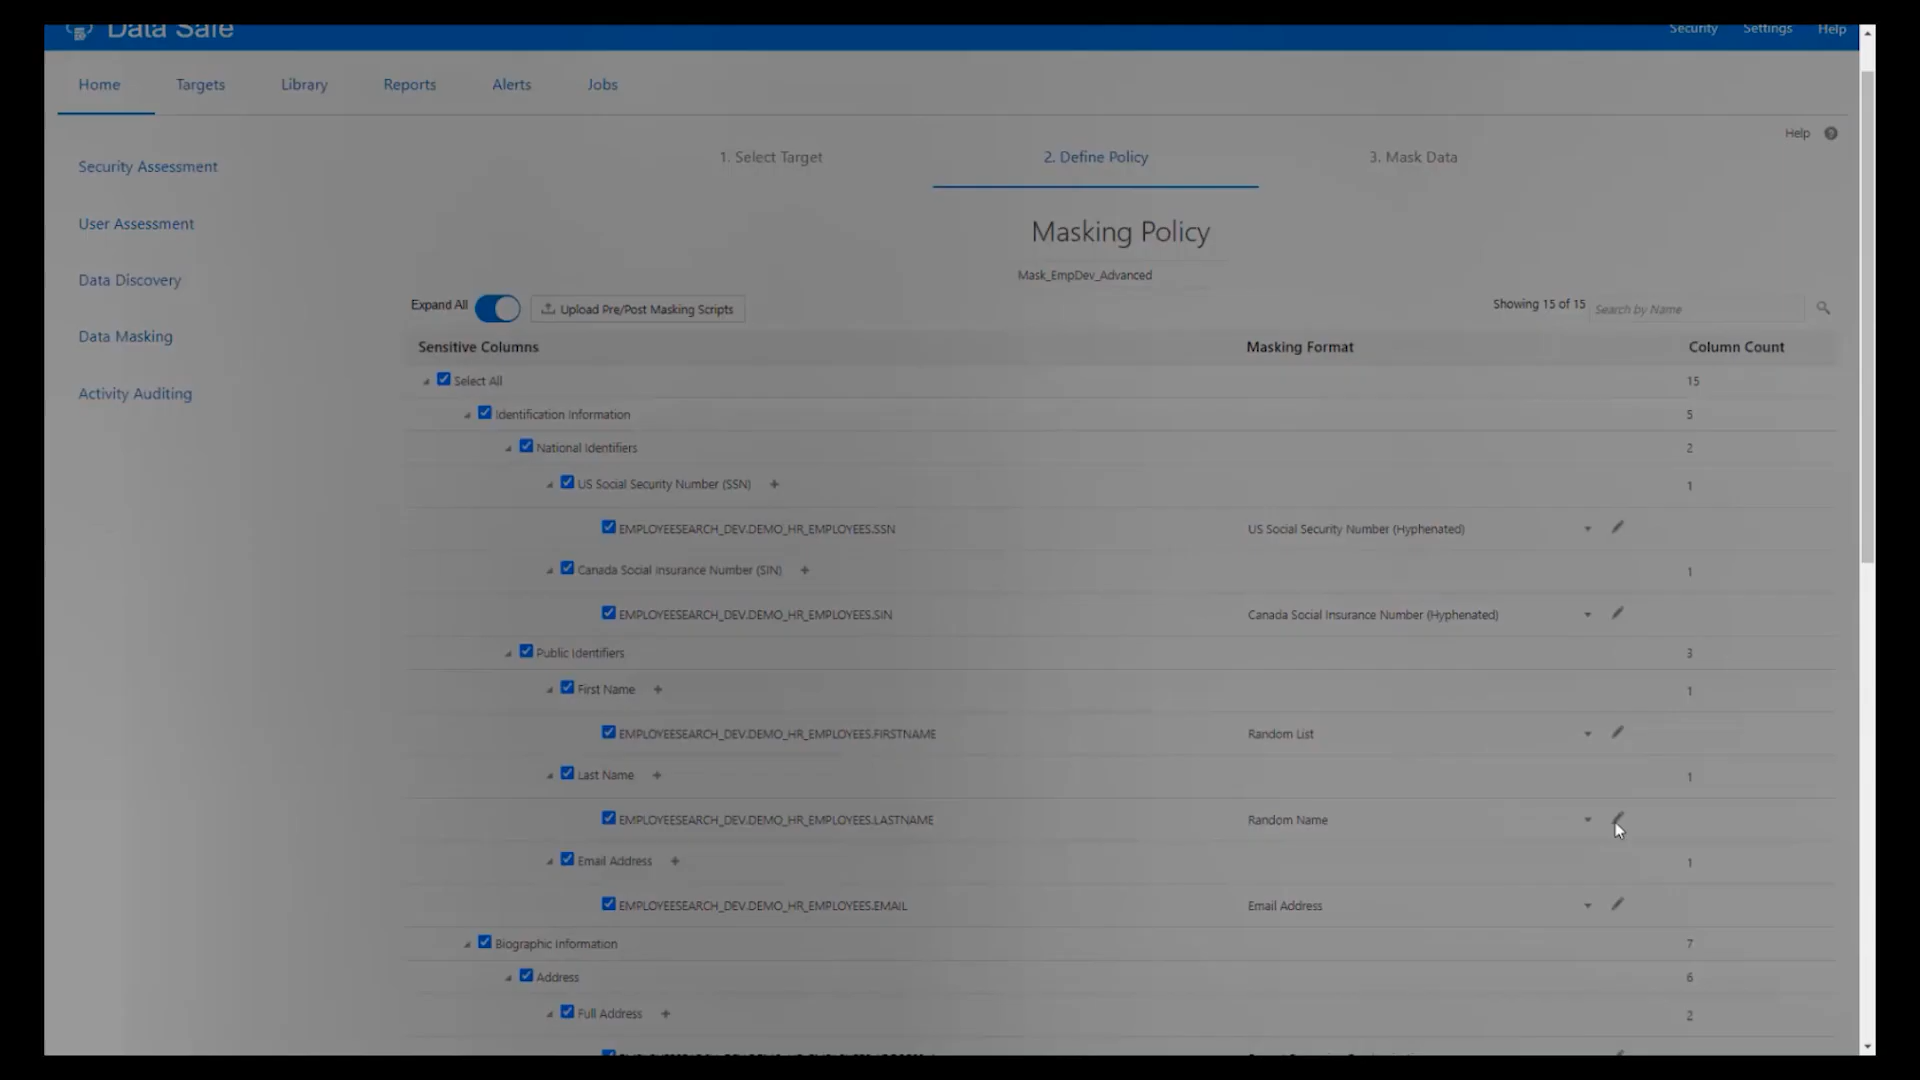 Data Safe
Security Settings Help
Home Targets Library Reports Alerts Jobs
Help
1. Select Target 2. Define Policy 3. Mask Data
Security Assessment
User Assessment
Data Discovery
Data Masking
Activity Auditing
Masking Policy
Mask_EmpDev_Advanced
Expand All Upload Pre/Post Masking Scripts Showing 15 of 15 Search by Name
Sensitive Columns Masking Format Column Count
Select All 15
Identification Information 5
National Identifiers 2
US Social Security Number (SSN) + 1
EMPLOYEESEARCH_DEV.DEMO_HR_EMPLOYEES.SSN US Social Security Number (Hyphenated)
Canada Social Insurance Number (SIN) + 1
EMPLOYEESEARCH_DEV.DEMO_HR_EMPLOYEES.SIN Canada Social Insurance Number (Hyphenated)
Public Identifiers 3
First Name + 1
EMPLOYEESEARCH_DEV.DEMO_HR_EMPLOYEES.FIRSTNAME Random List
Last Name + 1
EMPLOYEESEARCH_DEV.DEMO_HR_EMPLOYEES.LASTNAME Random Name
Email Address + 1
EMPLOYEESEARCH_DEV.DEMO_HR_EMPLOYEES.EMAIL Email Address
Biographic Information 7
Address 6
Full Address + 2